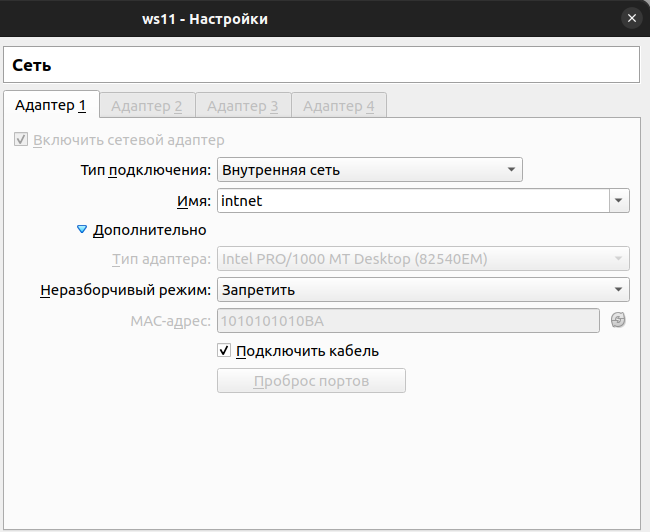 ws11 - Настройки
Сеть
Адаптер 1 Адаптер 2 Адаптер 3 Адаптер 4
Включить сетевой адаптер
Тип подключения: Внутренняя сеть
Имя: intnet
Дополнительно
Тип адаптера: Intel PRO/1000 MT Desktop (82540EM)
Неразборчивый режим: Запретить
MAC-адрес: 1010101010BA
Подключить кабель
Проброс портов